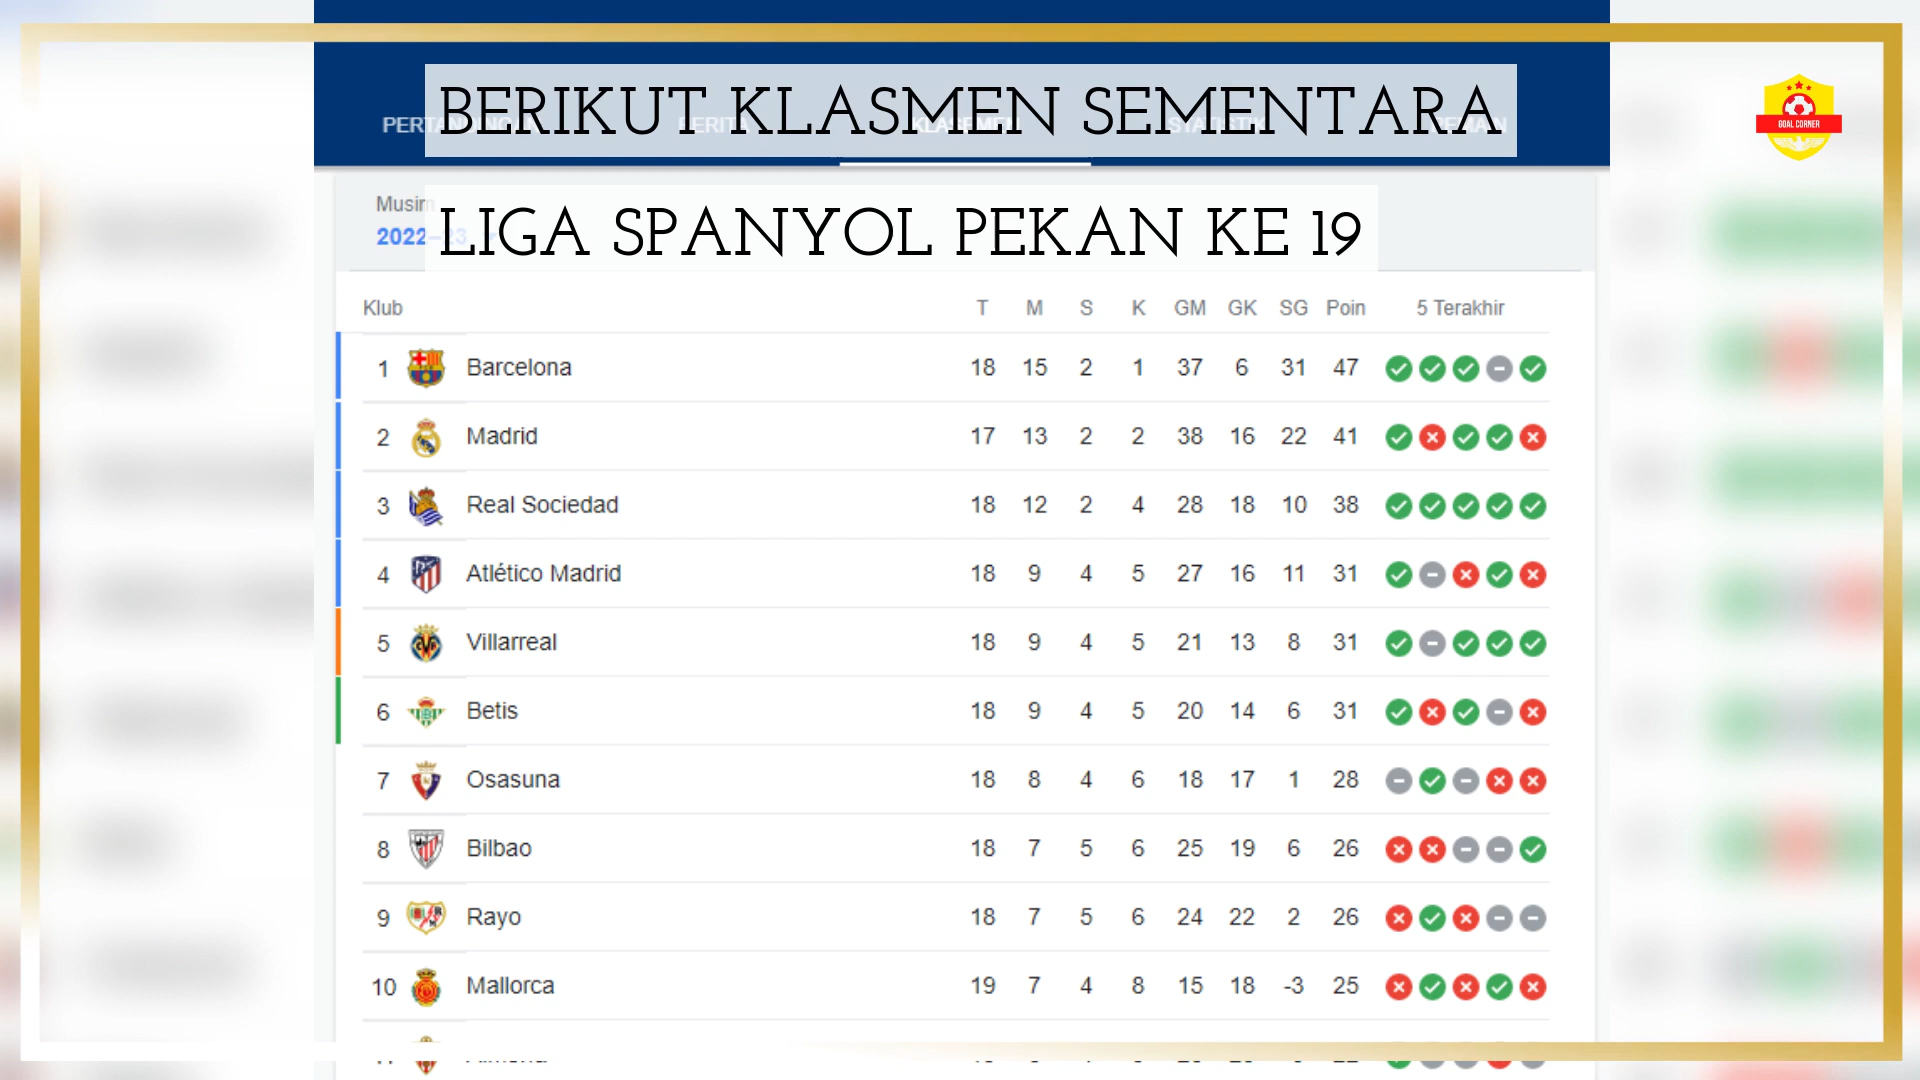 BERIKUT KLASMEN SEMENTARA
GOAL CORNER
LIGA SPANYOL PEKAN KE 19
Klub T M S K GM GK SG Poin 5 Terakhir
1 Barcelona 18 15 2 1 37 6 31 47
2 Madrid 17 13 2 2 38 16 22 41
3 Real Sociedad 18 12 2 4 28 18 10 38
4 Atlético Madrid 18 9 4 5 27 16 11 31
5 Villarreal 18 9 4 5 21 13 8 31
6 Betis 18 9 4 5 20 14 6 31
7 Osasuna 18 8 4 6 18 17 1 28
8 Bilbao 18 7 5 6 25 19 6 26
9 Rayo 18 7 5 6 24 22 2 26
10 Mallorca 19 7 4 8 15 18 -3 25